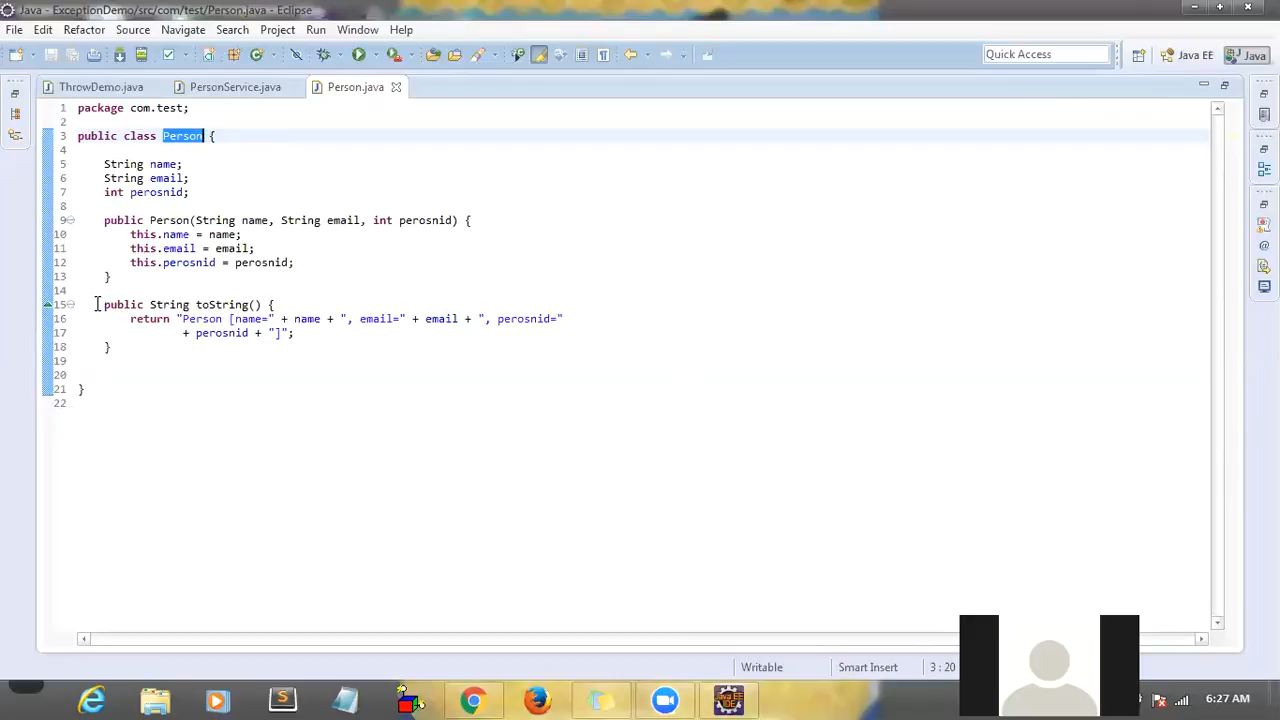 Java - ExceptionDemo/src/com/test/Person.java - Eclipse
File Edit Refactor Source Navigate Search Project Run Window Help
Quick Access
Java EE
Java
ThrowDemo.java
PersonService.java
Person.java
1 package com.test;
2
3 public class Person {
4
5 String name;
6 String email;
7 int perosnid;
8
9 public Person(String name, String email, int perosnid) {
10 this.name = name;
11 this.email = email;
12 this.perosnid = perosnid;
13 }
14
15 public String toString() {
16 return "Person [name=" + name + ", email=" + email + ", perosnid="
17 + perosnid + "]";
18 }
19
20
21 }
22
Writable Smart Insert 3 : 20
Java EE IDE
6:27 AM